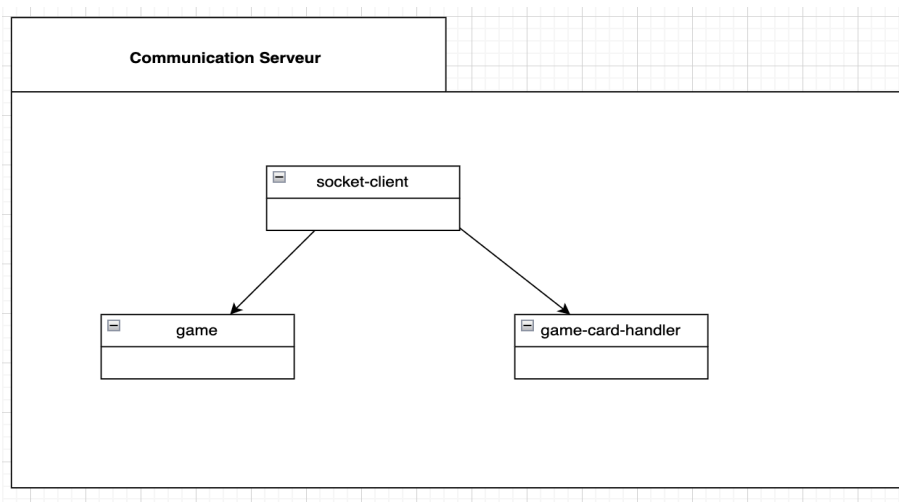 Communication Serveur
socket-client
game
game-card-handler